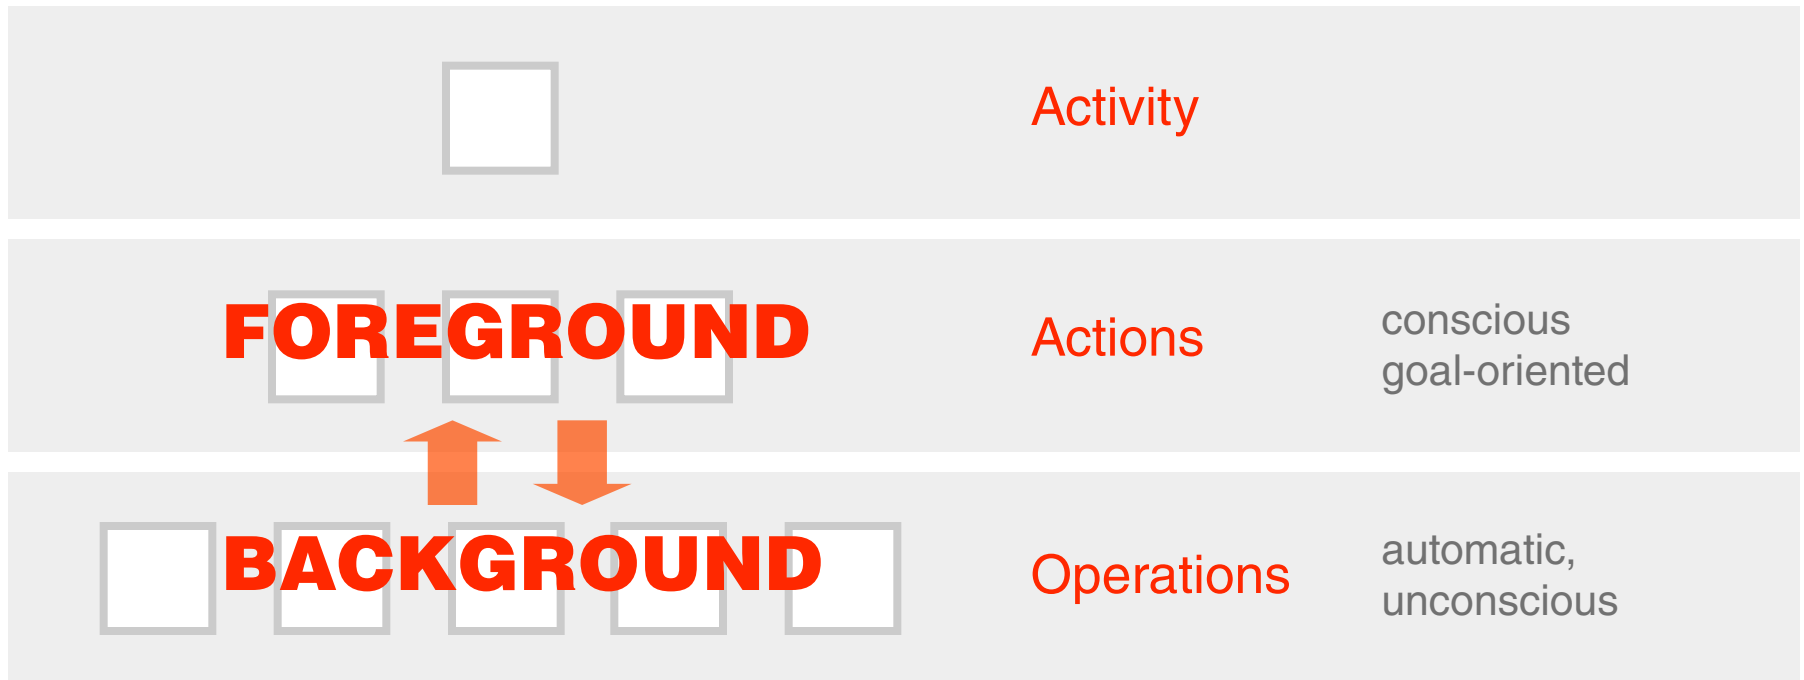 Activity
FOREGROUND
Actions
conscious
goal-oriented
BACKGROUND
Operations
automatic,
unconscious